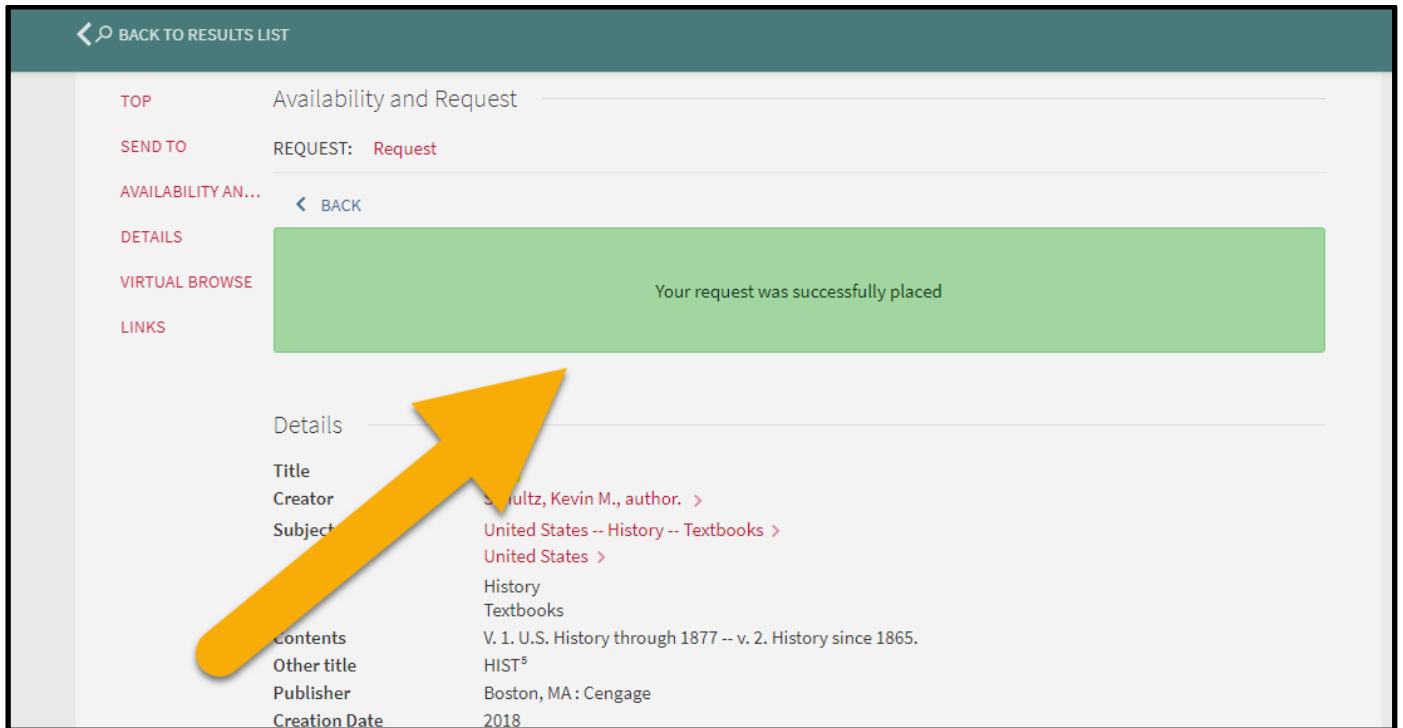 BACK TO RESULTS LIST
TOP
SEND TO
AVAILABILITY AN...
DETAILS
VIRTUAL BROWSE
LINKS
Availability and Request
REQUEST: Request
BACK
Your request was successfully placed
Details
Title
Creator Schultz, Kevin M., author.
Subject United States -- History -- Textbooks
United States
History
Textbooks
Contents V. 1. U.S. History through 1877 -- v. 2. History since 1865.
Other title HIST⁵
Publisher Boston, MA : Cengage
Creation Date 2018